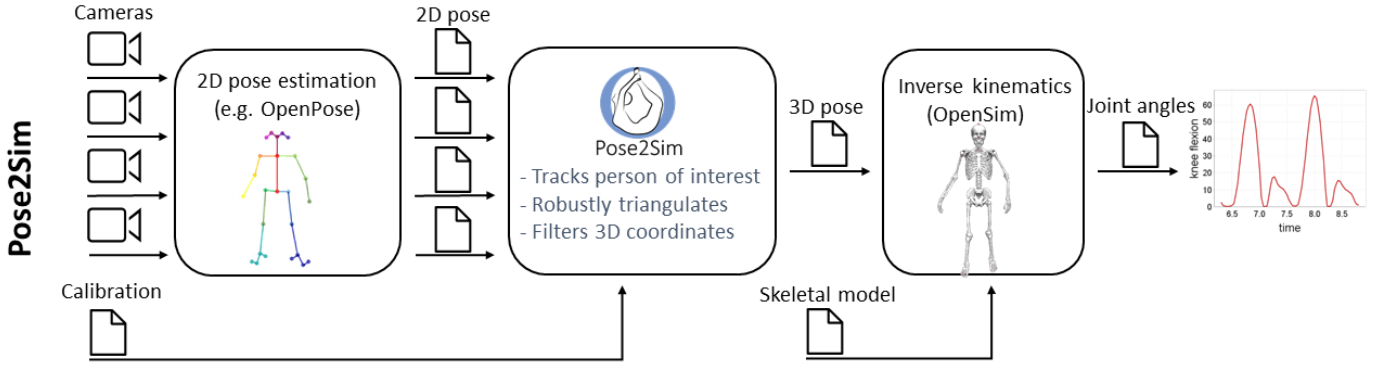 Pose2Sim
Cameras
2D pose estimation
(e.g. OpenPose)
2D pose
Pose2Sim
- Tracks person of interest
- Robustly triangulates
- Filters 3D coordinates
3D pose
Inverse kinematics
(OpenSim)
Joint angles
knee flexion
60
50
40
30
20
10
0
6.5 7.0 7.5 8.0 8.5
time
Calibration
Skeletal model